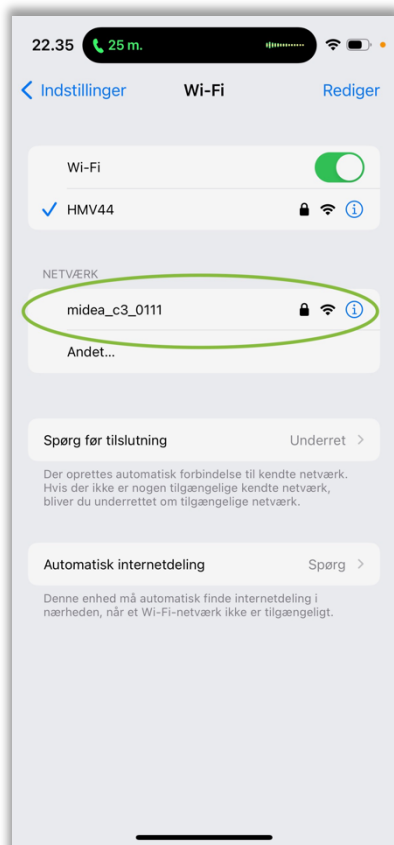 22.35 25 m.
Indstillinger Wi-Fi Rediger
Wi-Fi
HMV44
NETVÆRK
midea_c3_0111
Andet...
Spørg før tilslutning Underret
Der oprettes automatisk forbindelse til kendte netværk.
Hvis der ikke er nogen tilgængelige kendte netværk,
bliver du underrettet om tilgængelige netværk.
Automatisk internetdeling Spørg
Denne enhed må automatisk finde internetdeling i
nærheden, når et Wi-Fi-netværk ikke er tilgængeligt.